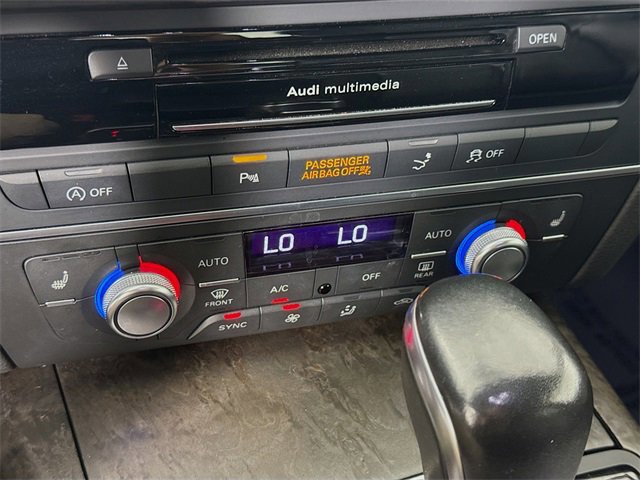 OPEN
Audi multimedia
OFF
P
PASSENGER
AIRBAG OFF
OFF
LO LO
AUTO
AUTO
A/C
OFF
FRONT
REAR
SYNC